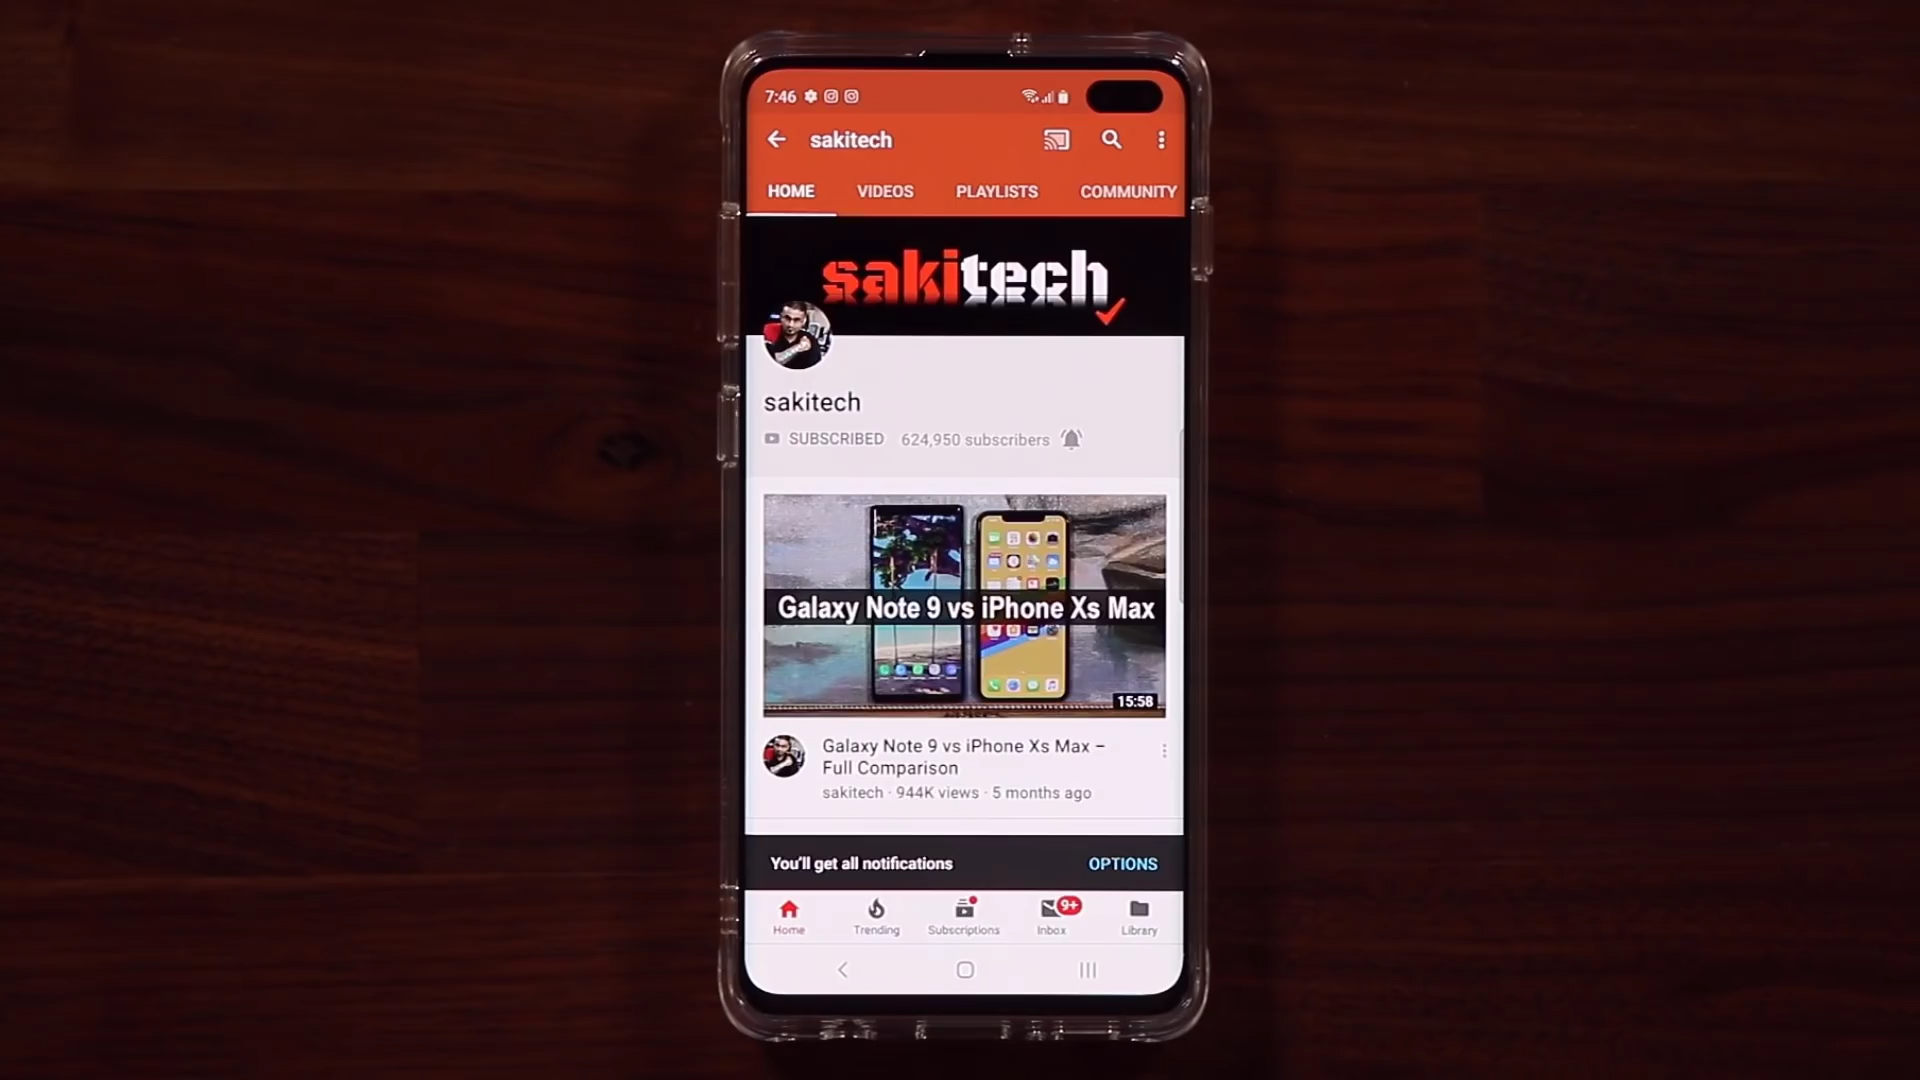 7:46
sakitech
HOME VIDEOS PLAYLISTS COMMUNITY
sakitech
sakitech
SUBSCRIBED 624,950 subscribers
Galaxy Note 9 vs iPhone Xs Max
15:58
Galaxy Note 9 vs iPhone Xs Max –
Full Comparison
sakitech · 944K views · 5 months ago
You'll get all notifications OPTIONS
9+
Home Trending Subscriptions Inbox Library